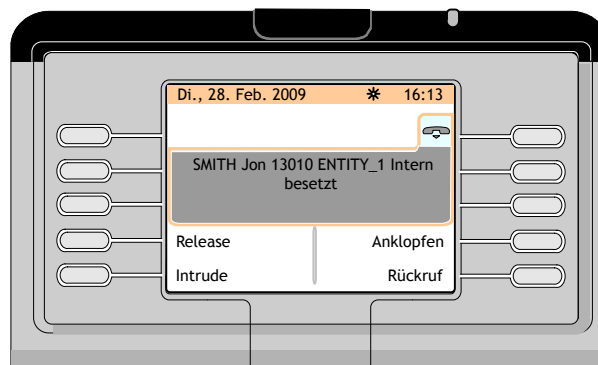 Di., 28. Feb. 2009 16:13
SMITH Jon 13010 ENTITY_1 Intern
besetzt
Release Anklopfen
Intrude Rückruf